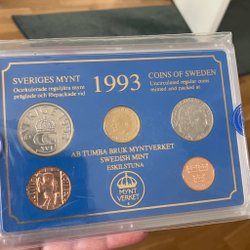 SVERIGES MYNT
Ocirkulerade reguljära mynt
präglade och förpackade vid
1993
COINS OF SWEDEN
Uncirculated regular coins
minted and packed at
AB TUMBA BRUK MYNTVERKET
SWEDISH MINT
ESKILSTUNA
MYNT
VERKET